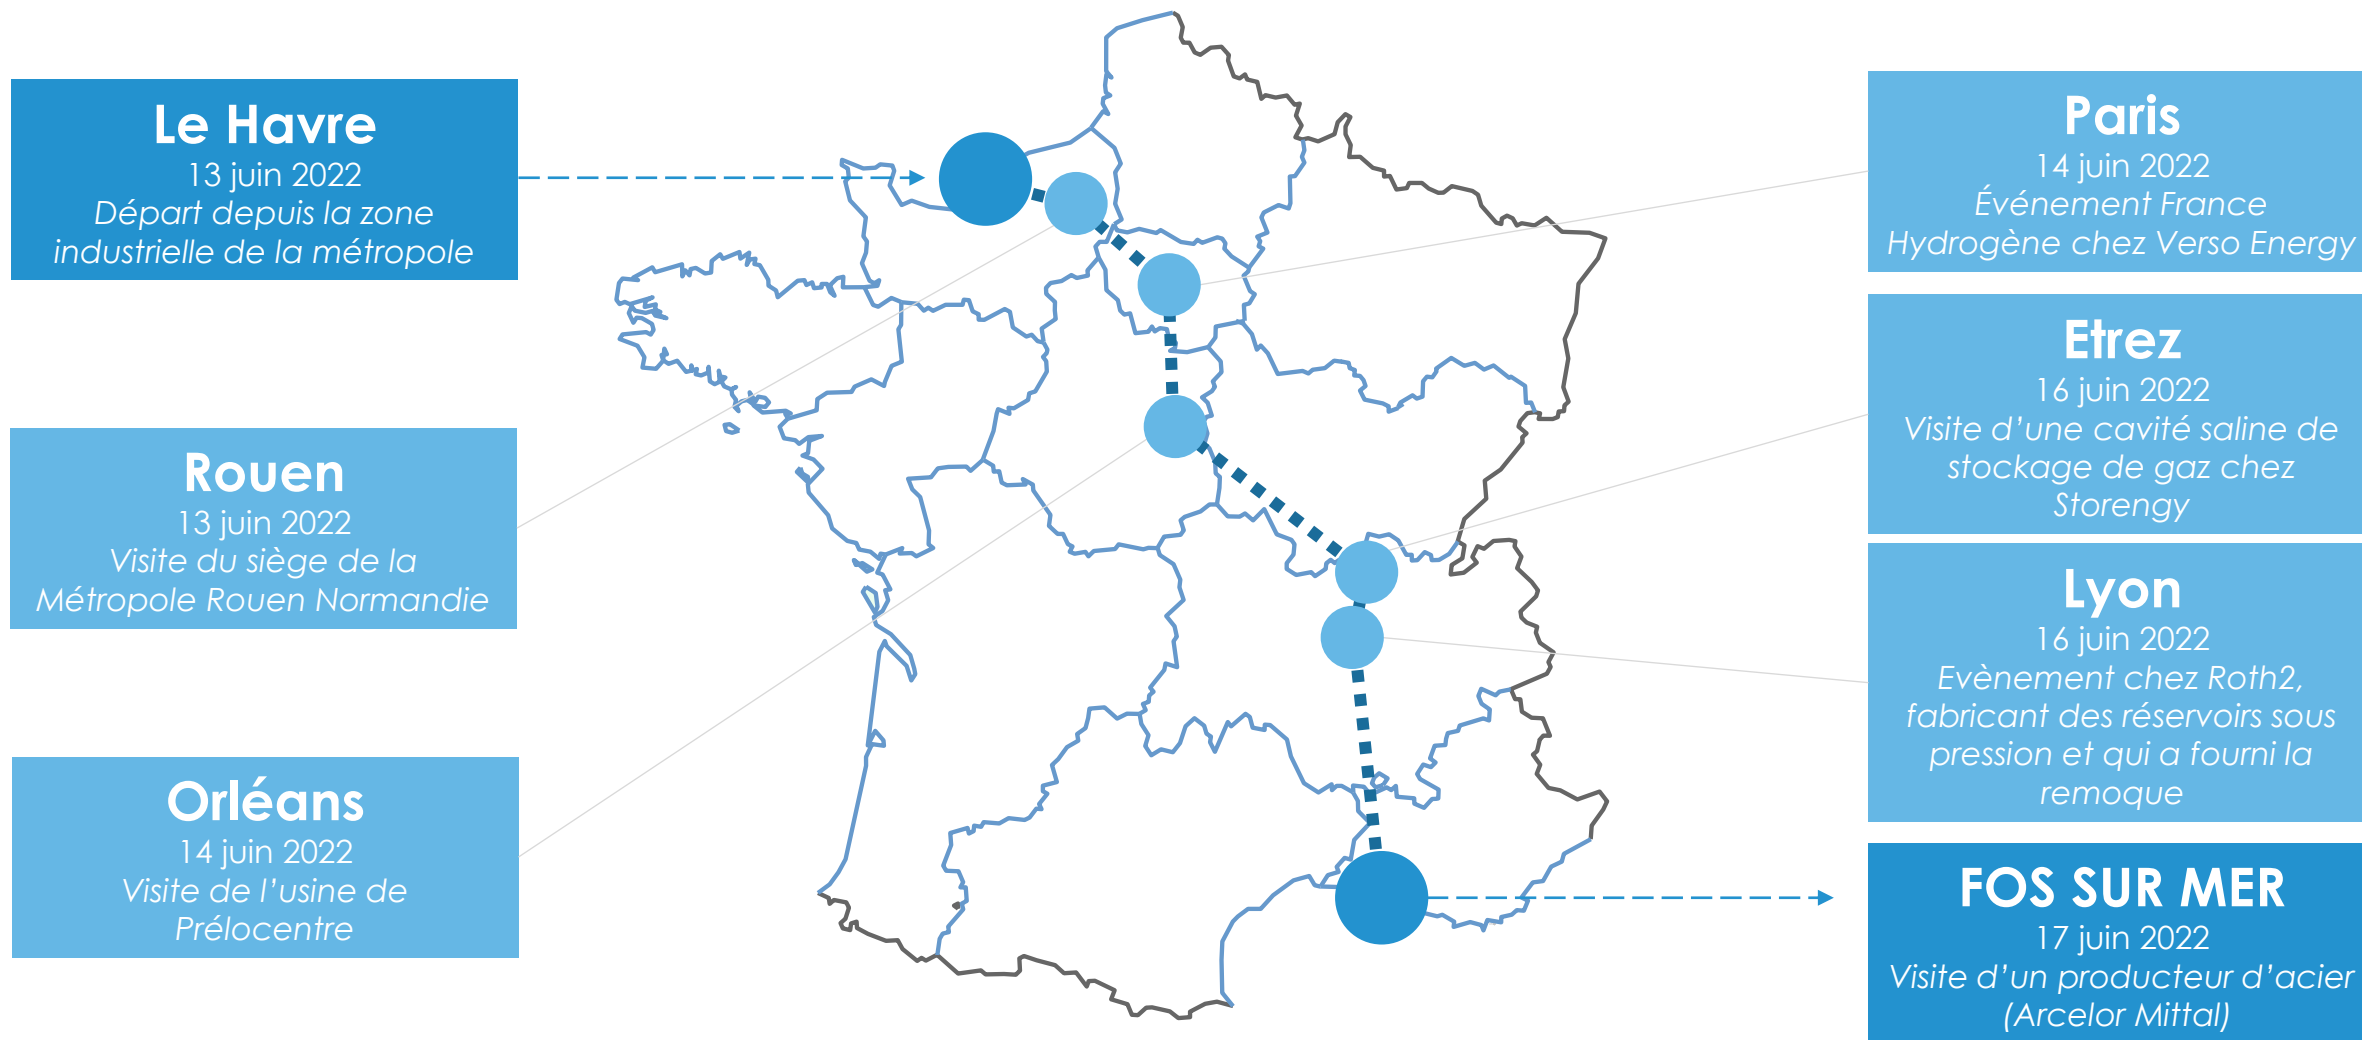 Le Havre
13 juin 2022
Départ depuis la zone
industrielle de la métropole
Rouen
13 juin 2022
Visite du siège de la
Métropole Rouen Normandie
Orléans
14 juin 2022
Visite de l’usine de
Prélocentre
Paris
14 juin 2022
Événement France
Hydrogène chez Verso Energy
Etrez
16 juin 2022
Visite d’une cavité saline de
stockage de gaz chez
Storengy
Lyon
16 juin 2022
Evènement chez Roth2,
fabricant des réservoirs sous
pression et qui a fourni la
remoque
FOS SUR MER
17 juin 2022
Visite d’un producteur d’acier
(Arcelor Mittal)